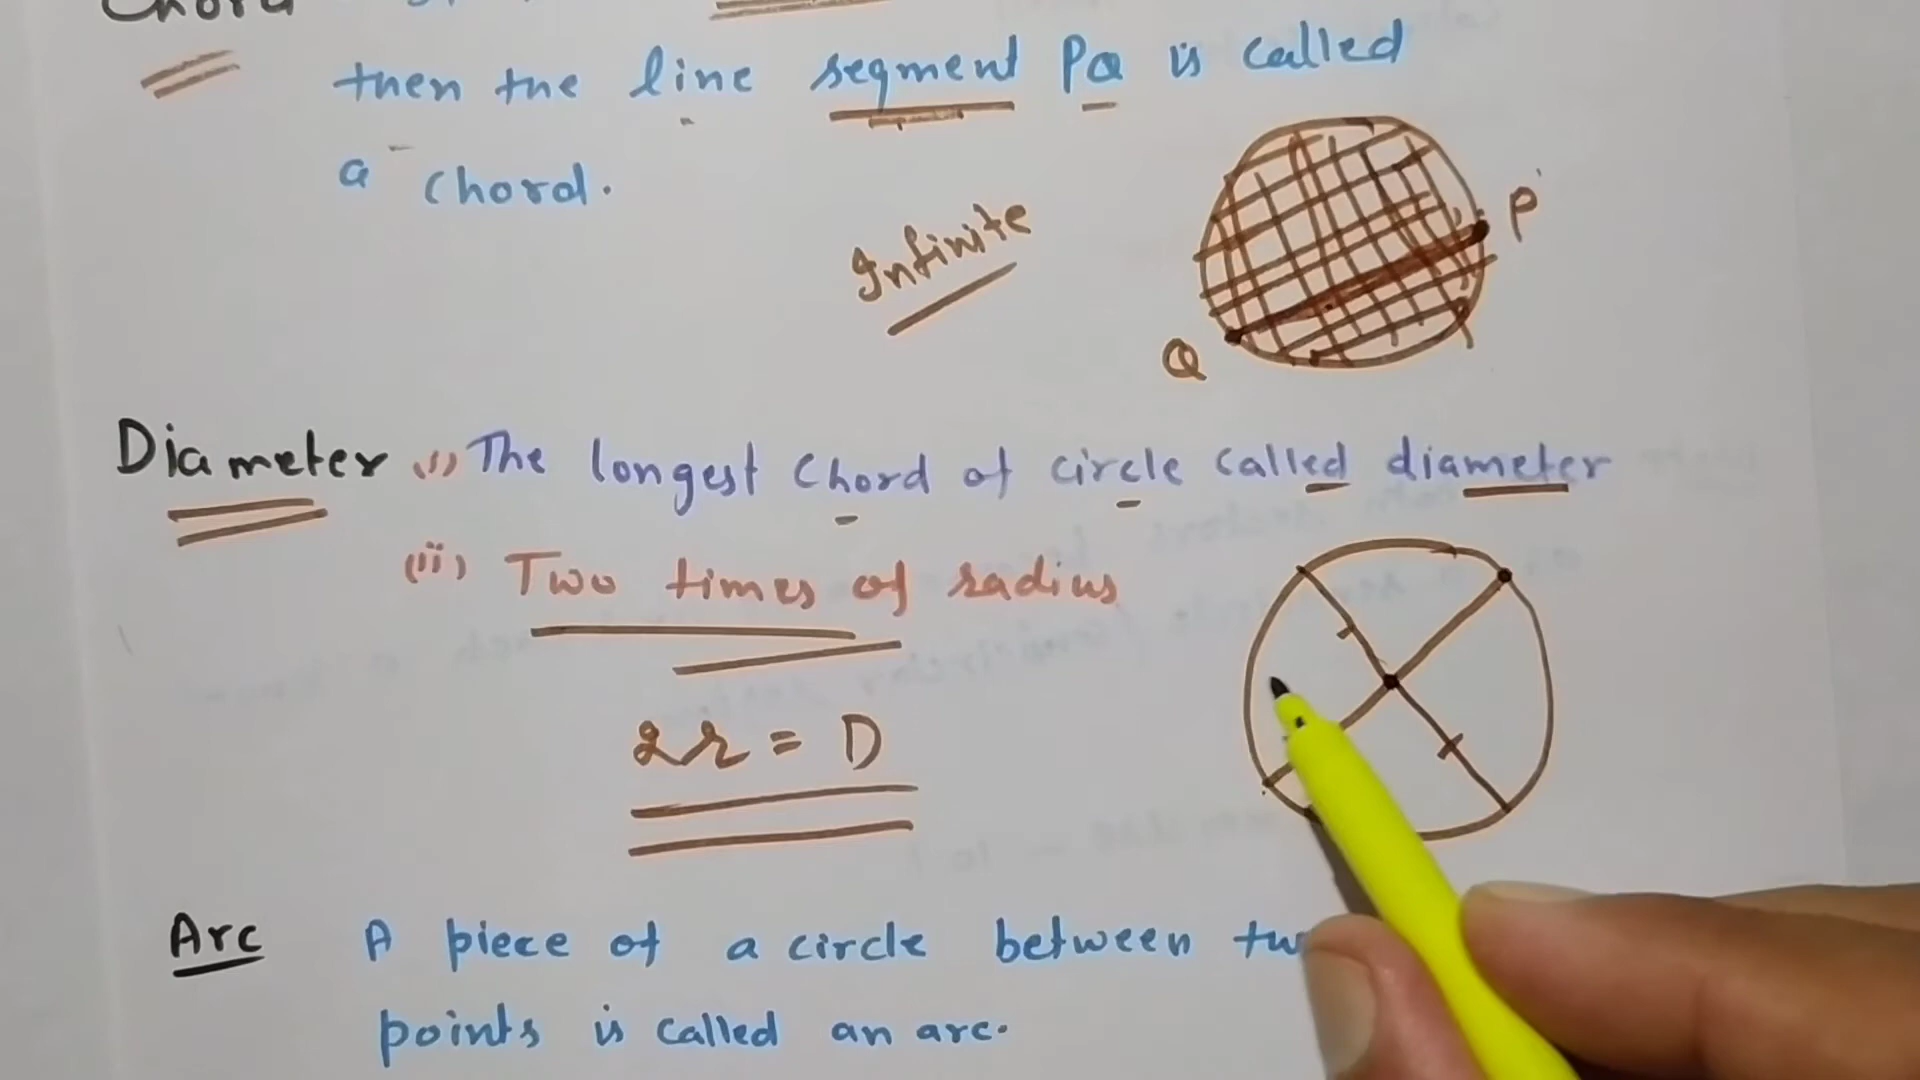 Chord
then the line segment PQ is called
a chord.
Infinite
P
Q
Diameter (i) The longest chord of circle called diameter
(ii) Two times of radius
2r = D
Arc A piece of a circle between
points is called an arc.